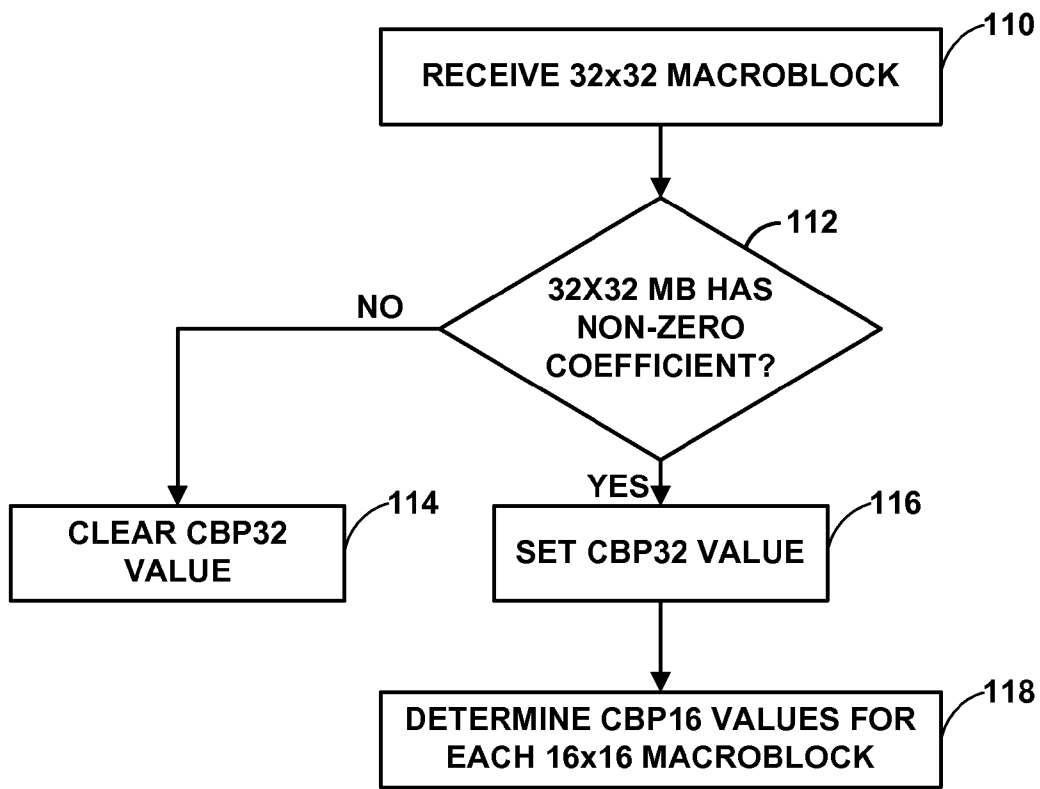 110
RECEIVE 32x32 MACROBLOCK
112
32X32 MB HAS
NON-ZERO
COEFFICIENT?
NO
YES
114
CLEAR CBP32
VALUE
116
SET CBP32 VALUE
118
DETERMINE CBP16 VALUES FOR
EACH 16x16 MACROBLOCK